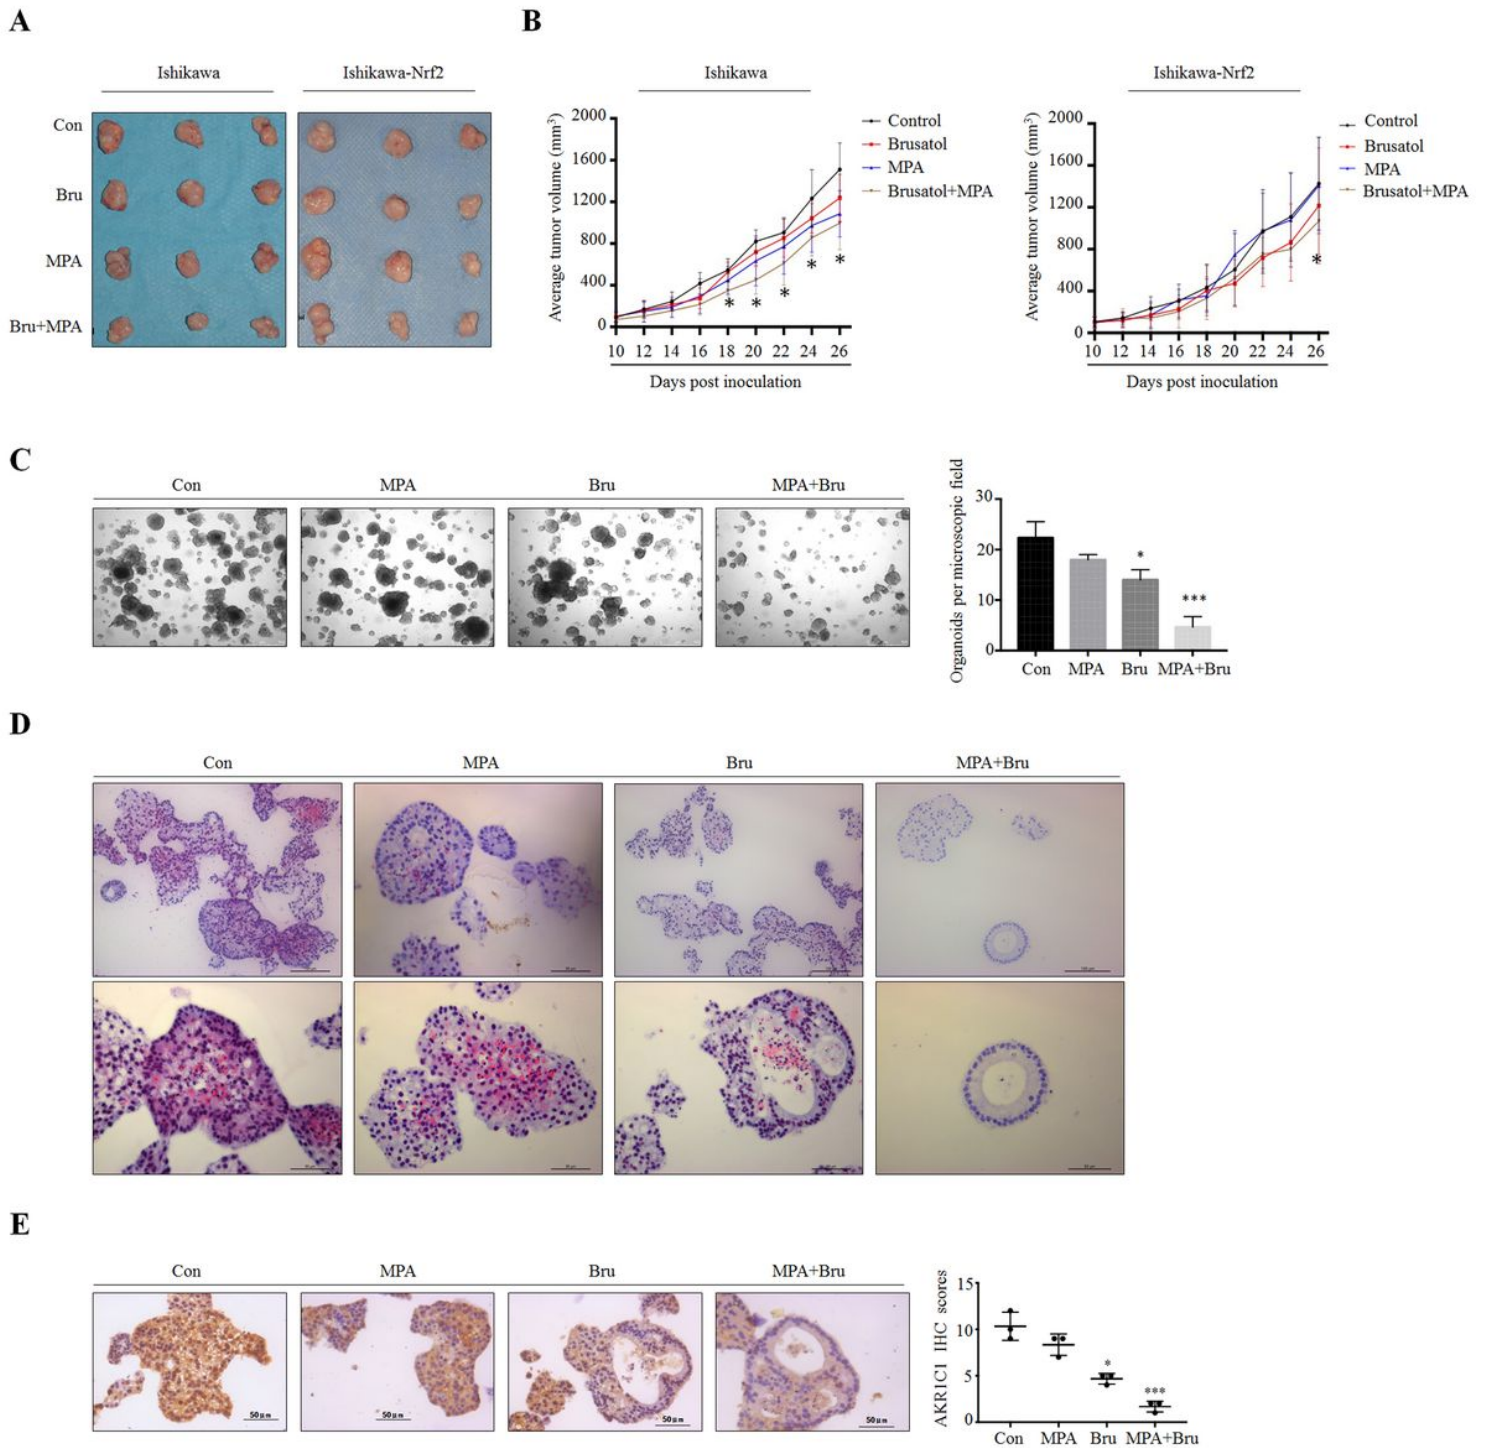 A
B
Ishikawa
Ishikawa-Nrf2
Con
Bru
MPA
Bru+MPA
Ishikawa
Average tumor volume (mm³)
2000
1600
1200
800
400
0
10 12 14 16 18 20 22 24 26
Days post inoculation
Control
Brusatol
MPA
Brusatol+MPA
* * * * *
Ishikawa-Nrf2
Average tumor volume (mm³)
2000
1600
1200
800
400
0
10 12 14 16 18 20 22 24 26
Days post inoculation
Control
Brusatol
MPA
Brusatol+MPA
*
C
Con MPA Bru MPA+Bru
Organoids per microscopic field
30
20
10
0
*
***
Con MPA Bru MPA+Bru
D
Con MPA Bru MPA+Bru
E
Con MPA Bru MPA+Bru
50μm 50μm 50μm 50μm
AKR1C1 IHC scores
15
10
5
0
*
***
Con MPA Bru MPA+Bru